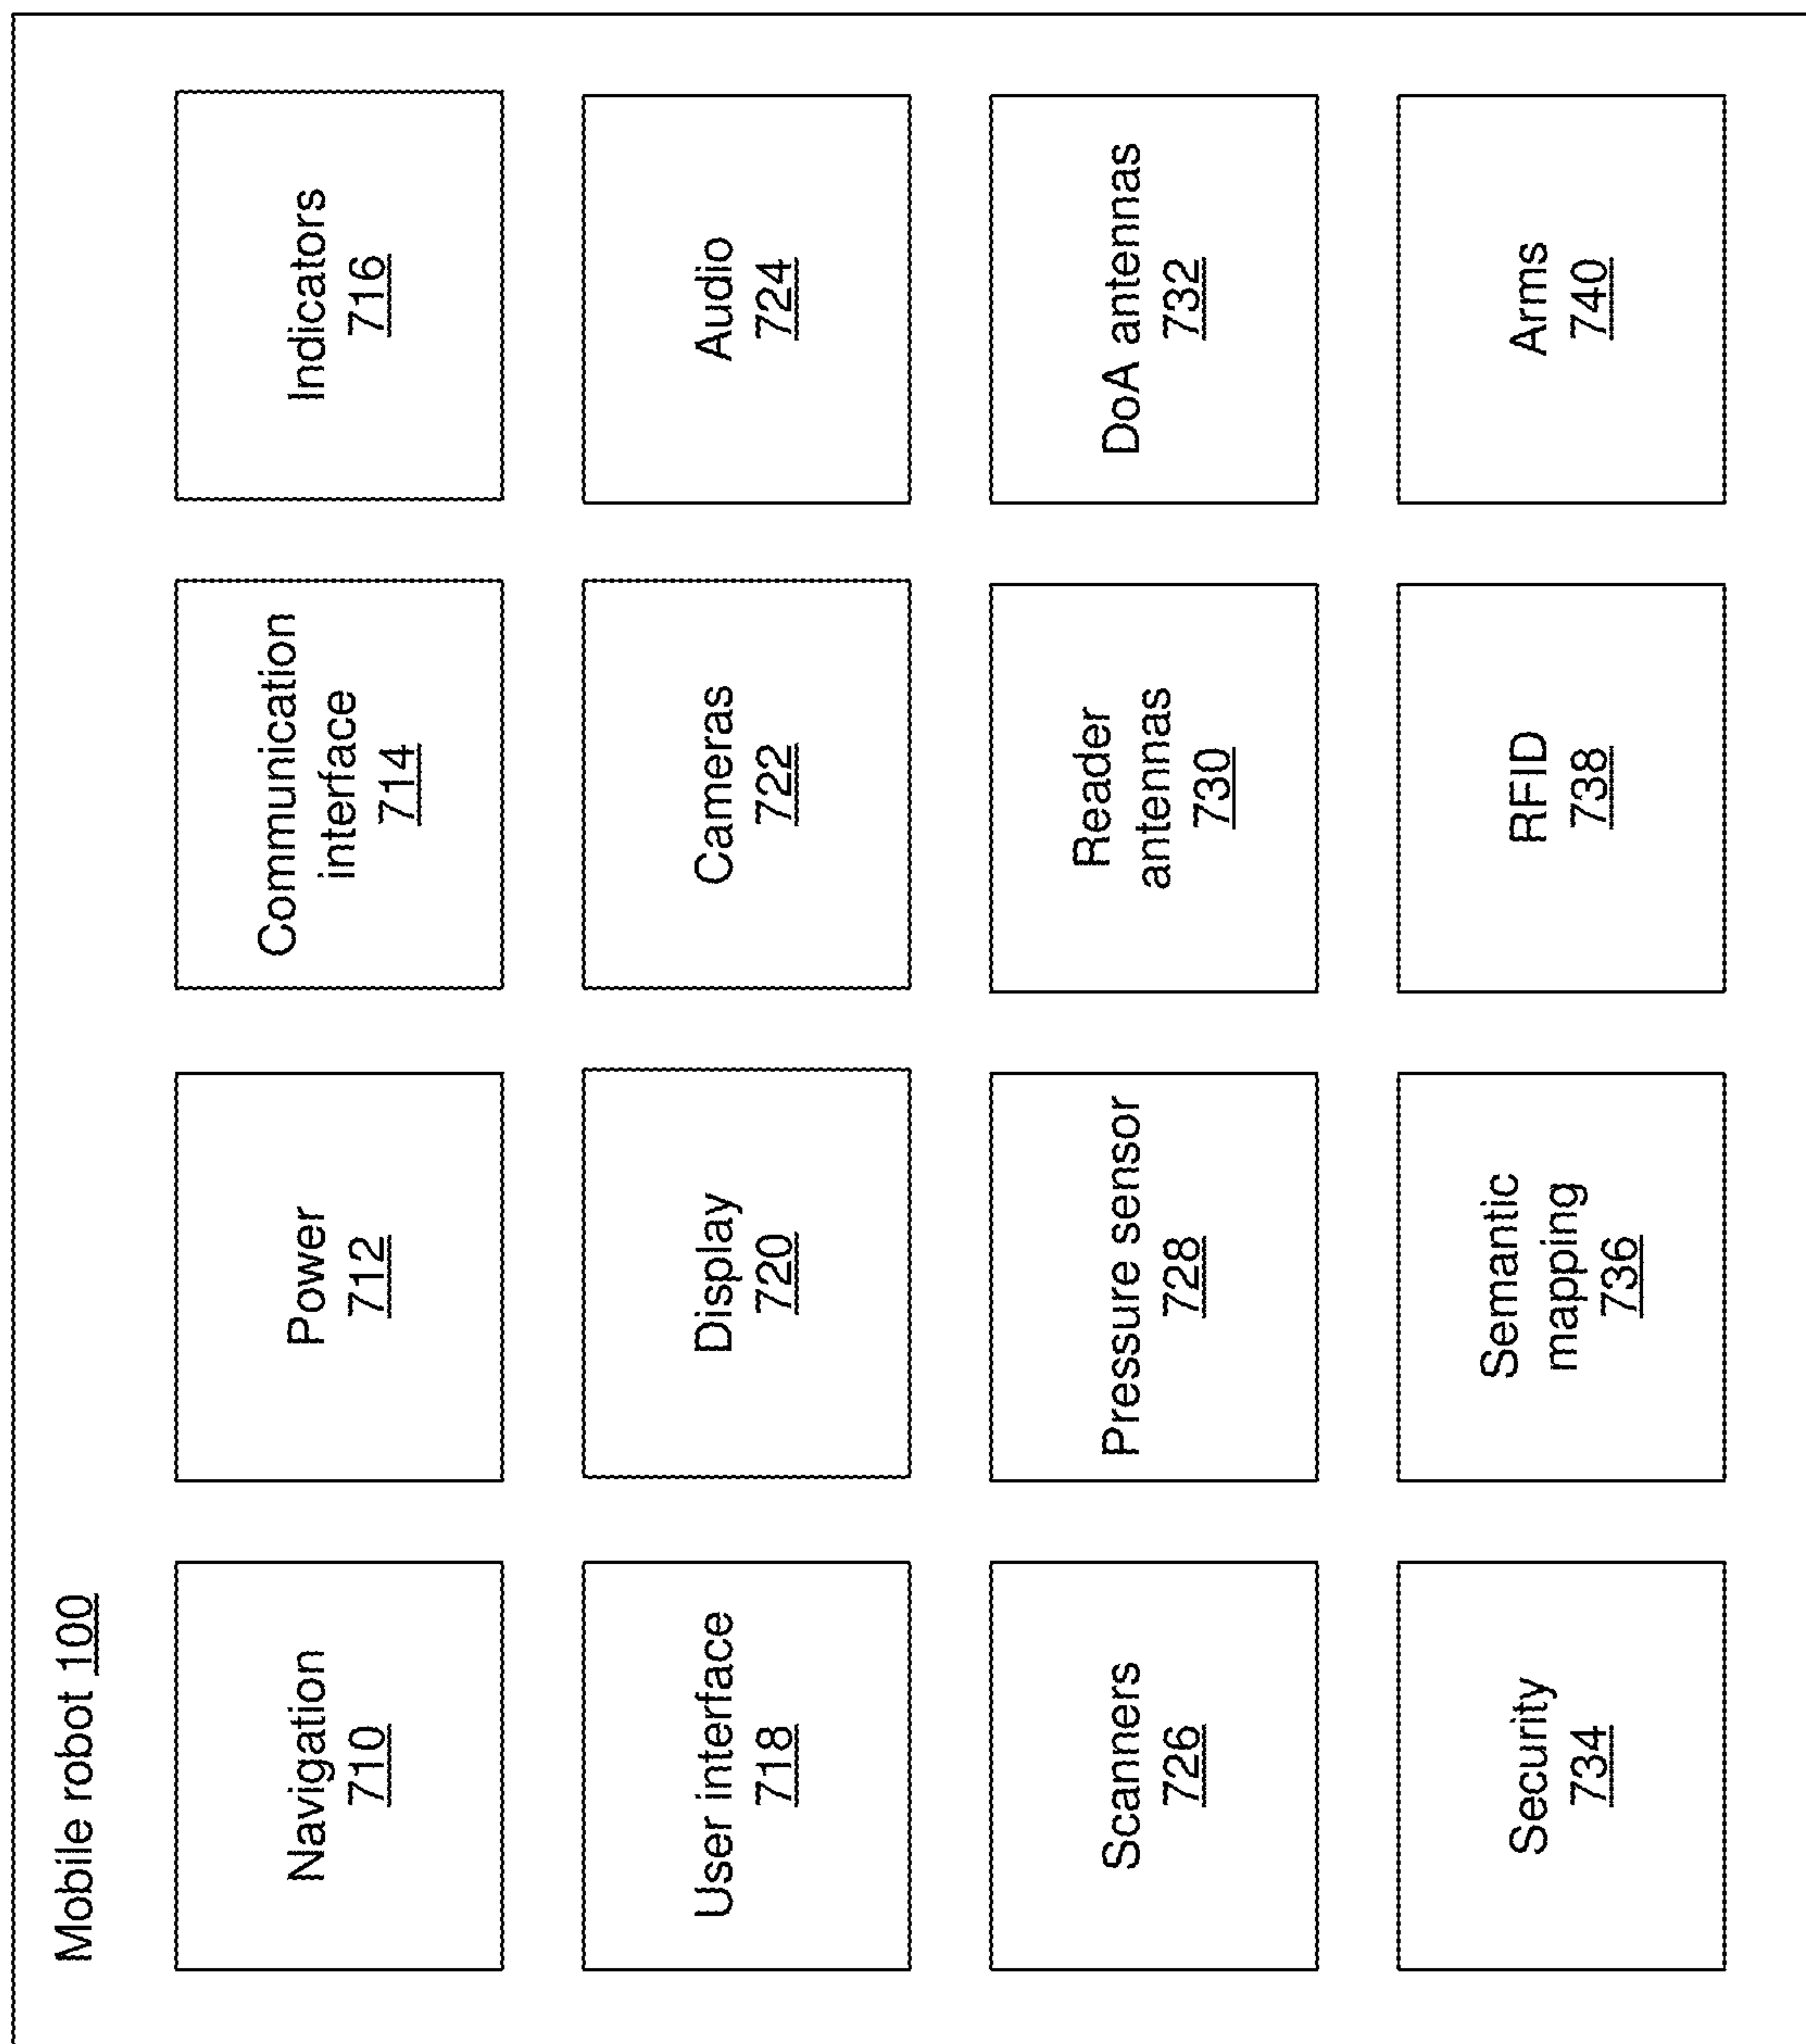 Mobile robot 100
Navigation
710
Power
712
Communication
interface
714
Indicators
716
User interface
718
Display
720
Cameras
722
Audio
724
Scanners
726
Pressure sensor
728
Reader
antennas
730
DoA antennas
732
Security
734
Semantic
mapping
736
RFID
738
Arms
740